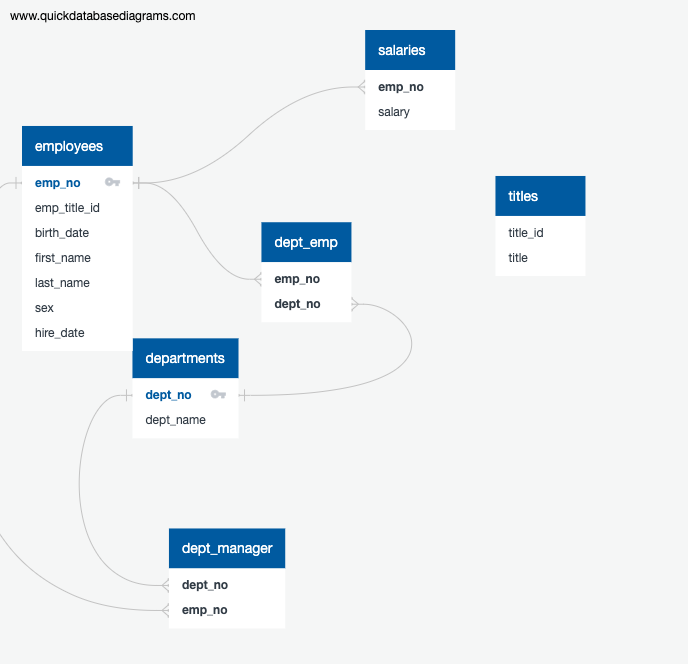 www.quickdatabasediagrams.com
salaries
emp_no
salary
employees
emp_no
emp_title_id
birth_date
first_name
last_name
sex
hire_date
titles
title_id
title
dept_emp
emp_no
dept_no
departments
dept_no
dept_name
dept_manager
dept_no
emp_no